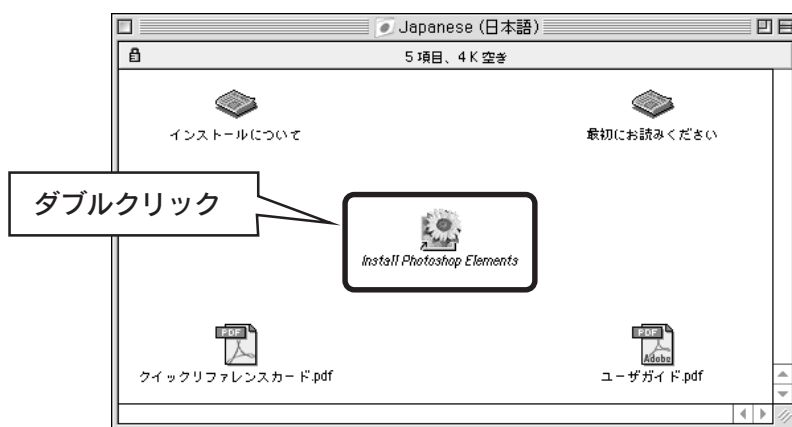 Japanese (日本語)
5 項目、4 K 空き
インストールについて
最初にお読みください
ダブルクリック
Install Photoshop Elements
PDF
クイックリファレンスカード.pdf
PDF
Adobe
ユーザガイド.pdf